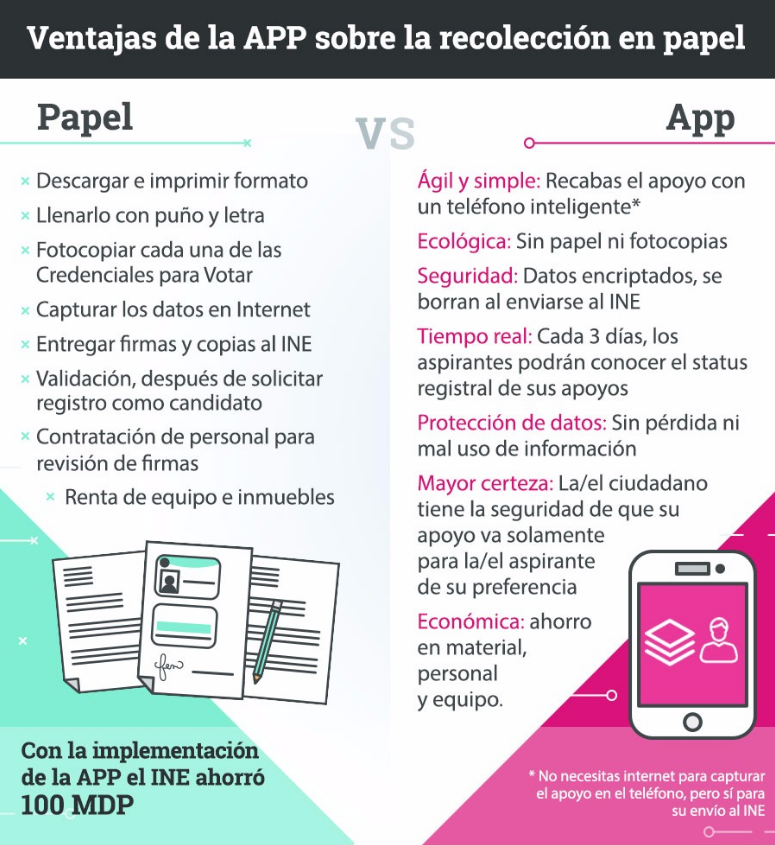 Ventajas de la APP sobre la recolección en papel
Papel
VS
App
× Descargar e imprimir formato
× Llenarlo con puño y letra
× Fotocopiar cada una de las
Credenciales para Votar
× Capturar los datos en Internet
× Entregar firmas y copias al INE
× Validación, después de solicitar
registro como candidato
× Contratación de personal para
revisión de firmas
× Renta de equipo e inmuebles
Con la implementación
de la APP el INE ahorró
100 MDP
Ágil y simple: Recabas el apoyo con
un teléfono inteligente*
Ecológica: Sin papel ni fotocopias
Seguridad: Datos encriptados, se
borran al enviarse al INE
Tiempo real: Cada 3 días, los
aspirantes podrán conocer el status
registral de sus apoyos
Protección de datos: Sin pérdida ni
mal uso de información
Mayor certeza: La/el ciudadano
tiene la seguridad de que su
apoyo va solamente
para la/el aspirante
de su preferencia
Económica: ahorro
en material,
personal
y equipo.
* No necesitas internet para capturar
el apoyo en el teléfono, pero sí para
su envío al INE